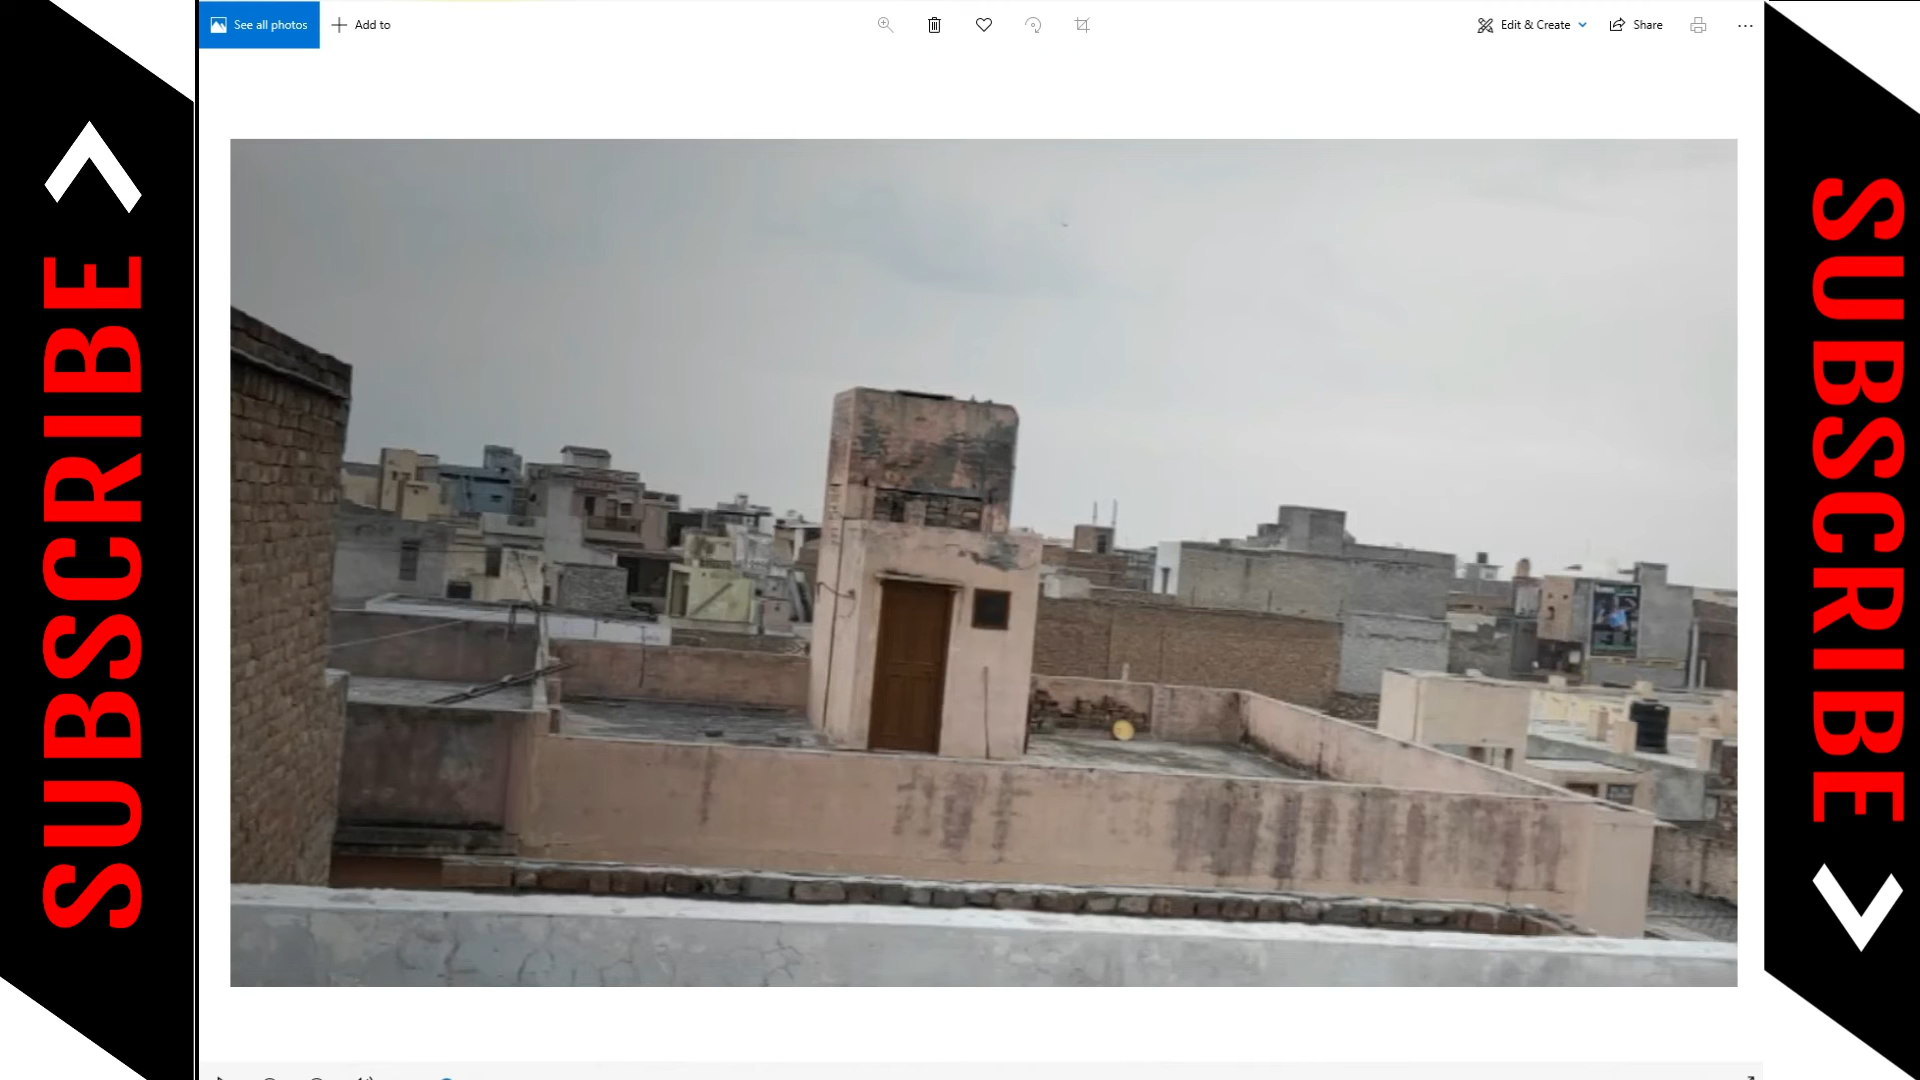 See all photos
Add to
Edit & Create
Share
SUBSCRIBE
SUBSCRIBE